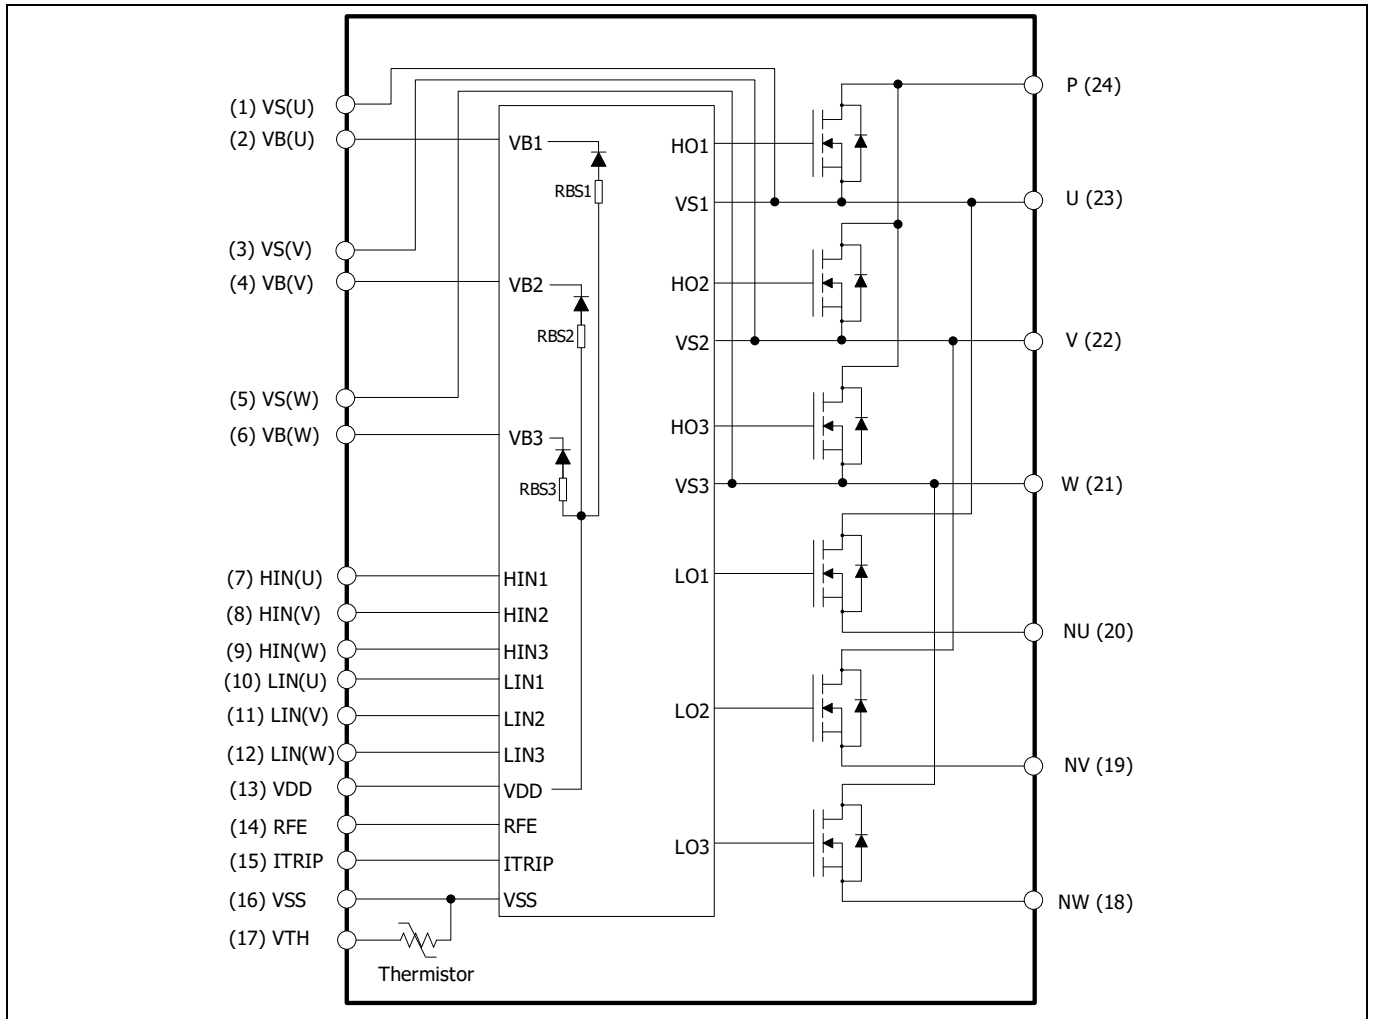 (1) VS(U)
(2) VB(U)
(3) VS(V)
(4) VB(V)
(5) VS(W)
(6) VB(W)
(7) HIN(U)
(8) HIN(V)
(9) HIN(W)
(10) LIN(U)
(11) LIN(V)
(12) LIN(W)
(13) VDD
(14) RFE
(15) ITRIP
(16) VSS
(17) VTH
Thermistor
VB1
RBS1
VB2
RBS2
VB3
RBS3
HIN1
HIN2
HIN3
LIN1
LIN2
LIN3
VDD
RFE
ITRIP
VSS
HO1
VS1
HO2
VS2
HO3
VS3
LO1
LO2
LO3
P (24)
U (23)
V (22)
W (21)
NU (20)
NV (19)
NW (18)